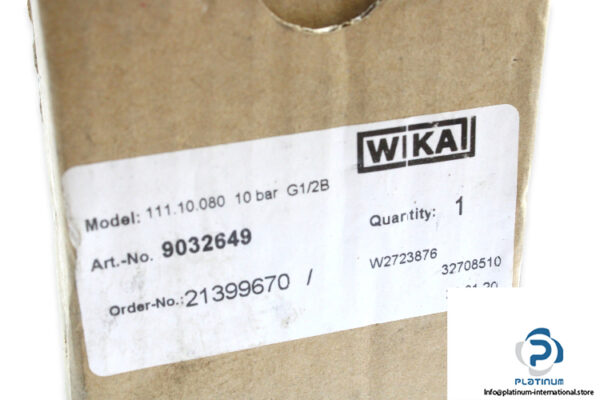 WIKA
Model: 111.10.080 10 bar G1/2B
Quantity: 1
Art.-No. 9032649
W2723876
32708510
Order-No.: 21399670 /
PLATINUM
Info@platinum-international.store